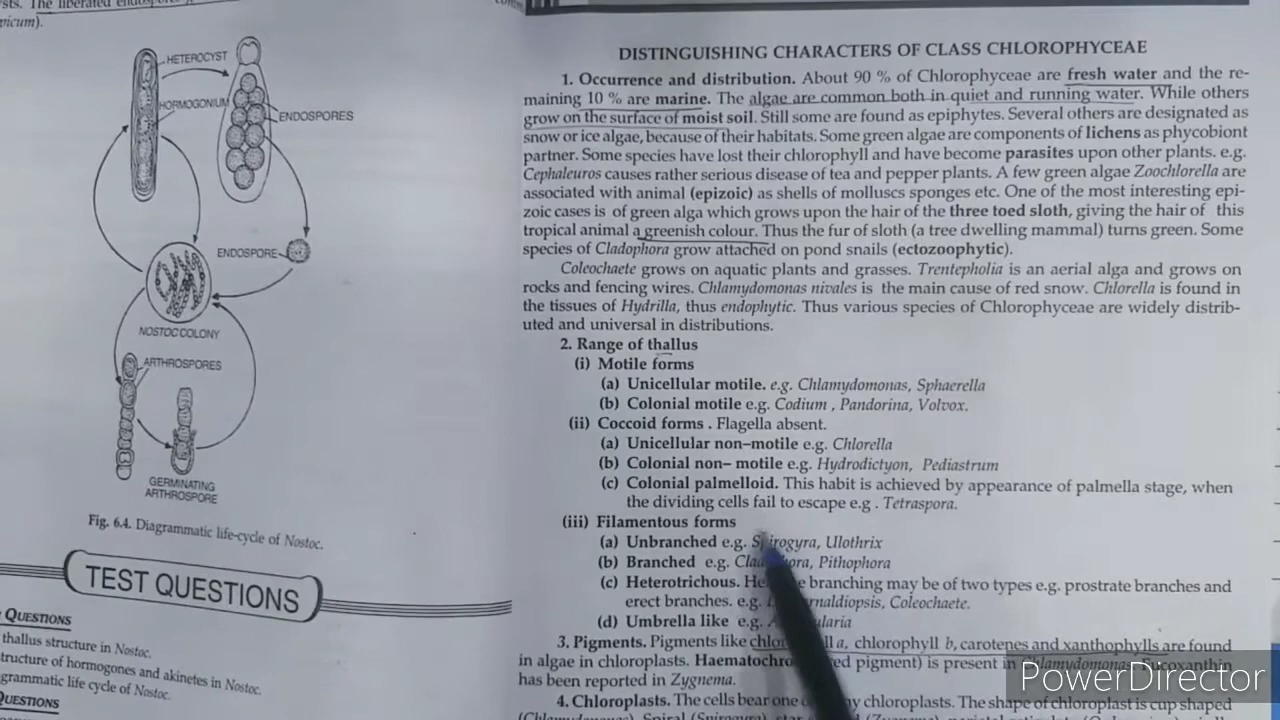 sts. The liberated
ricum).
HETEROCYST
HORMOGONIUM
ENDOSPORES
ENDOSPORE
NOSTOC COLONY
ARTHROSPORES
GERMINATING
ARTHROSPORE
Fig. 6.4. Diagrammatic life-cycle of Nostoc.
TEST QUESTIONS
QUESTIONS
thallus structure in Nostoc.
tructure of hormogones and akinetes in Nostoc.
grammatic life cycle of Nostoc.
QUESTIONS
DISTINGUISHING CHARACTERS OF CLASS CHLOROPHYCEAE
1. Occurrence and distribution. About 90 % of Chlorophyceae are fresh water and the re-
maining 10 % are marine. The algae are common both in quiet and running water. While others
grow on the surface of moist soil. Still some are found as epiphytes. Several others are designated as
snow or ice algae, because of their habitats. Some green algae are components of lichens as phycobiont
partner. Some species have lost their chlorophyll and have become parasites upon other plants. e.g.
Cephaleuros causes rather serious disease of tea and pepper plants. A few green algae Zoochlorella are
associated with animal (epizoic) as shells of molluscs sponges etc. One of the most interesting epi-
zoic cases is of green alga which grows upon the hair of the three toed sloth, giving the hair of this
tropical animal a greenish colour. Thus the fur of sloth (a tree dwelling mammal) turns green. Some
species of Cladophora grow attached on pond snails (ectozoophytic).
Coleochaete grows on aquatic plants and grasses. Trentepholia is an aerial alga and grows on
rocks and fencing wires. Chlamydomonas nivales is the main cause of red snow. Chlorella is found in
the tissues of Hydrilla, thus endophytic. Thus various species of Chlorophyceae are widely distrib-
uted and universal in distributions.
2. Range of thallus
(i) Motile forms
(a) Unicellular motile. e.g. Chlamydomonas, Sphaerella
(b) Colonial motile e.g. Codium , Pandorina, Volvox.
(ii) Coccoid forms . Flagella absent.
(a) Unicellular non-motile e.g. Chlorella
(b) Colonial non- motile e.g. Hydrodictyon, Pediastrum
(c) Colonial palmelloid. This habit is achieved by appearance of palmella stage, when
the dividing cells fail to escape e.g . Tetraspora.
(iii) Filamentous forms
(a) Unbranched e.g. Spirogyra, Ulothrix
(b) Branched e.g. Pithophora
(c) Heterotrichous. branching may be of two types e.g. prostrate branches and
erect branches. e.g. Coleochaete.
(d) Umbrella like e.g.
3. Pigments. Pigments like a, chlorophyll b, carotenes and xanthophylls are found
in algae in chloroplasts. pigment) is present in
has been reported in Zygnema.
4. Chloroplasts. The cells bear one chloroplasts. The shape of chloroplast is cup shaped
PowerDirector